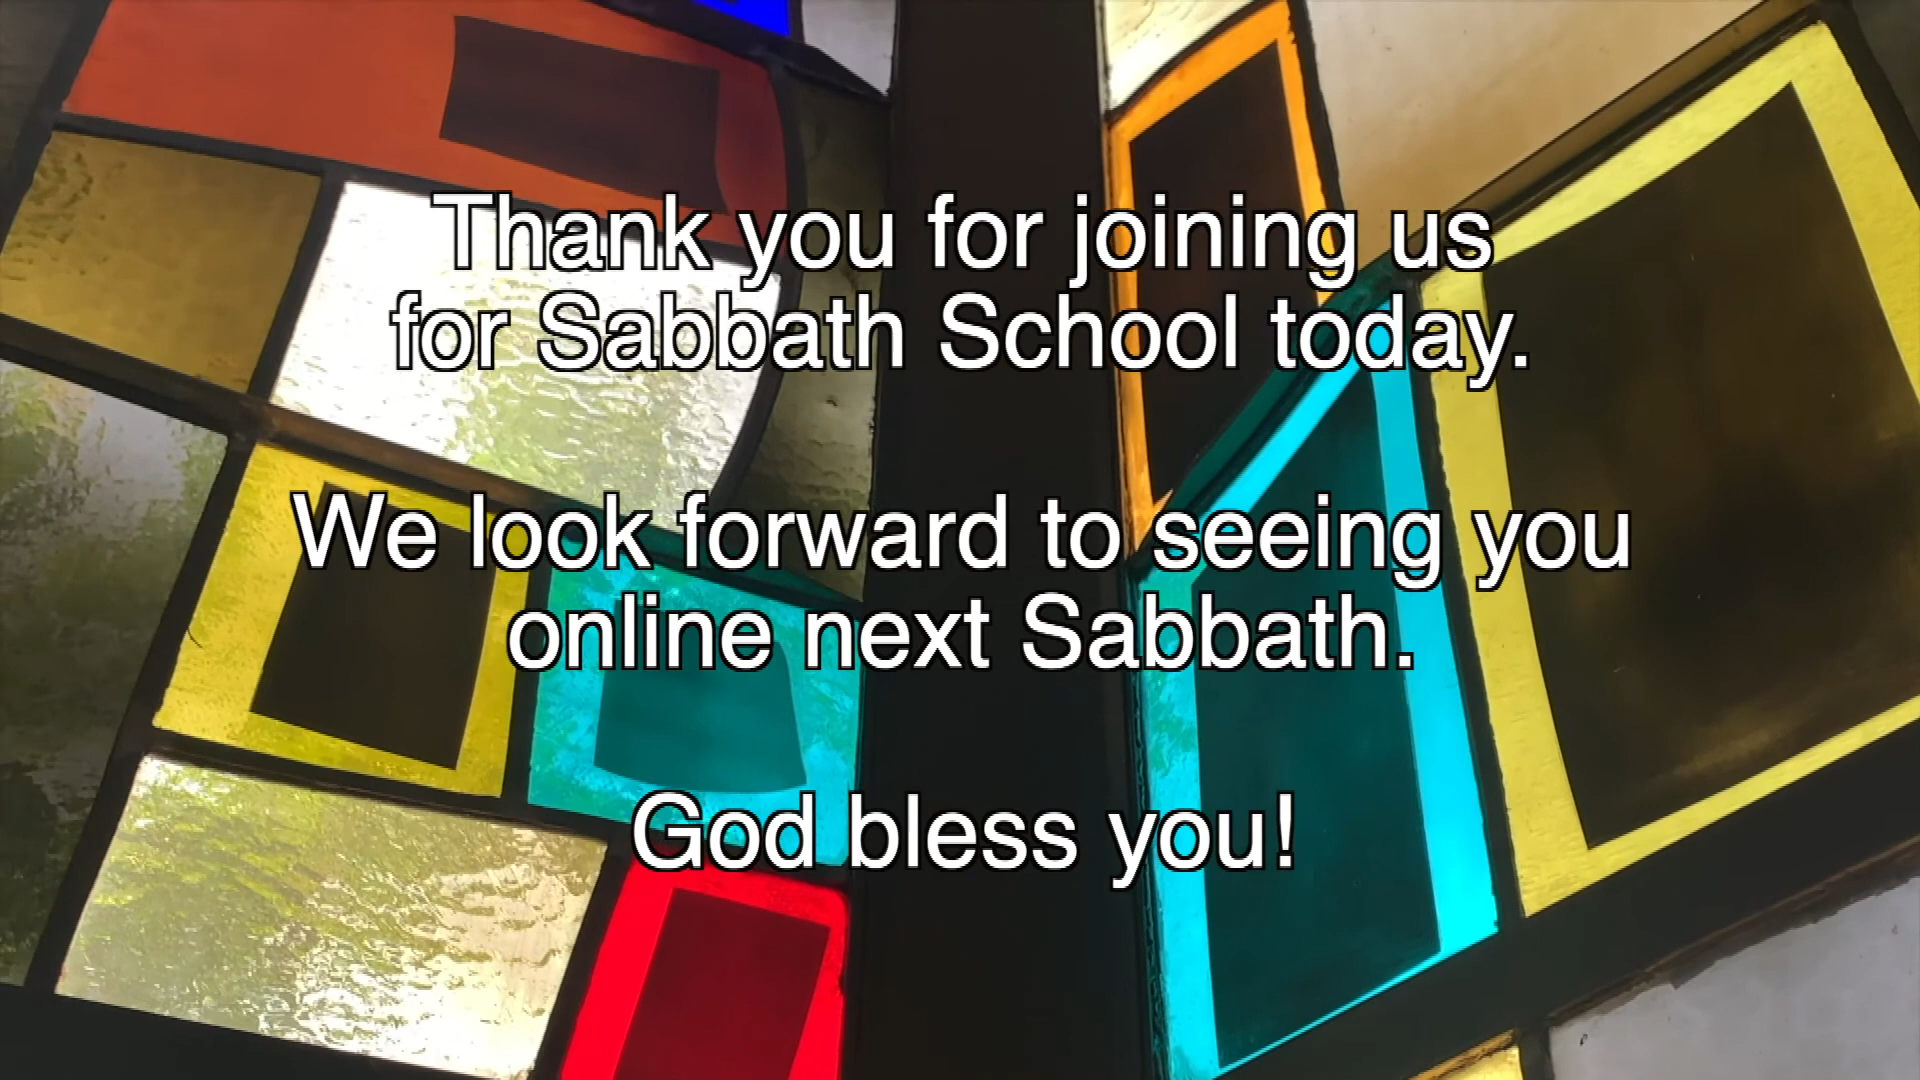 Thank you for joining us
for Sabbath School today.
We look forward to seeing you
online next Sabbath.
God bless you!